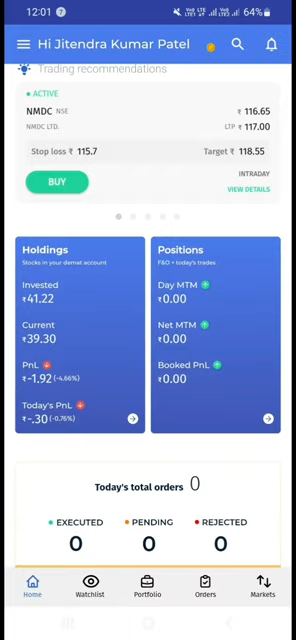 12:01 ? VoLTE1 LTE VoLTE2 64%
Hi Jitendra Kumar Patel
Trading recommendations
ACTIVE
NMDC NSE ₹ 116.65
NMDC LTD. LTP ₹ 117.00
Stop loss ₹ 115.7 Target ₹ 118.55
BUY INTRADAY
VIEW DETAILS
Holdings
Stocks in your demat account
Invested
₹41.22
Current
₹39.30
PnL
₹-1.92 (-4.66%)
Today's PnL
₹-.30 (-0.76%)
Positions
F&O + today's trades
Day MTM
₹0.00
Net MTM
₹0.00
Booked PnL
₹0.00
Today's total orders 0
EXECUTED PENDING REJECTED
0 0 0
Home Watchlist Portfolio Orders Markets